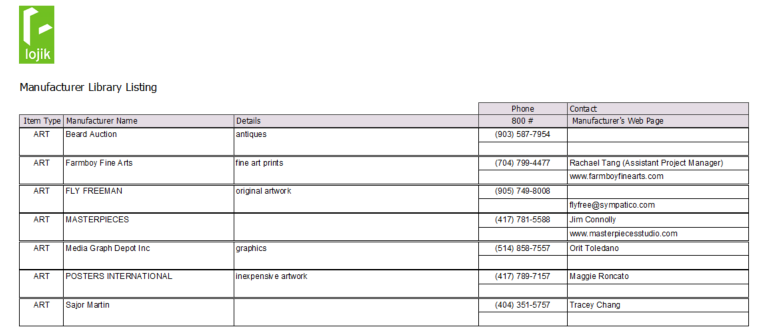 lojik
Manufacturer Library Listing
Phone Contact
Item Type Manufacturer Name Details 800 # Manufacturer's Web Page
ART Beard Auction antiques (903) 587-7954
ART Farmboy Fine Arts fine art prints (704) 799-4477 Rachael Tang (Assistant Project Manager)
www.farmboyfinearts.com
ART FLY FREEMAN original artwork (905) 749-8008
flyfree@sympatico.com
ART MASTERPIECES (417) 781-5588 Jim Connolly
www.masterpiecesstudio.com
ART Media Graph Depot Inc graphics (514) 858-7557 Orit Toledano
ART POSTERS INTERNATIONAL inexpensive artwork (417) 789-7157 Maggie Roncato
ART Sajor Martin (404) 351-5757 Tracey Chang